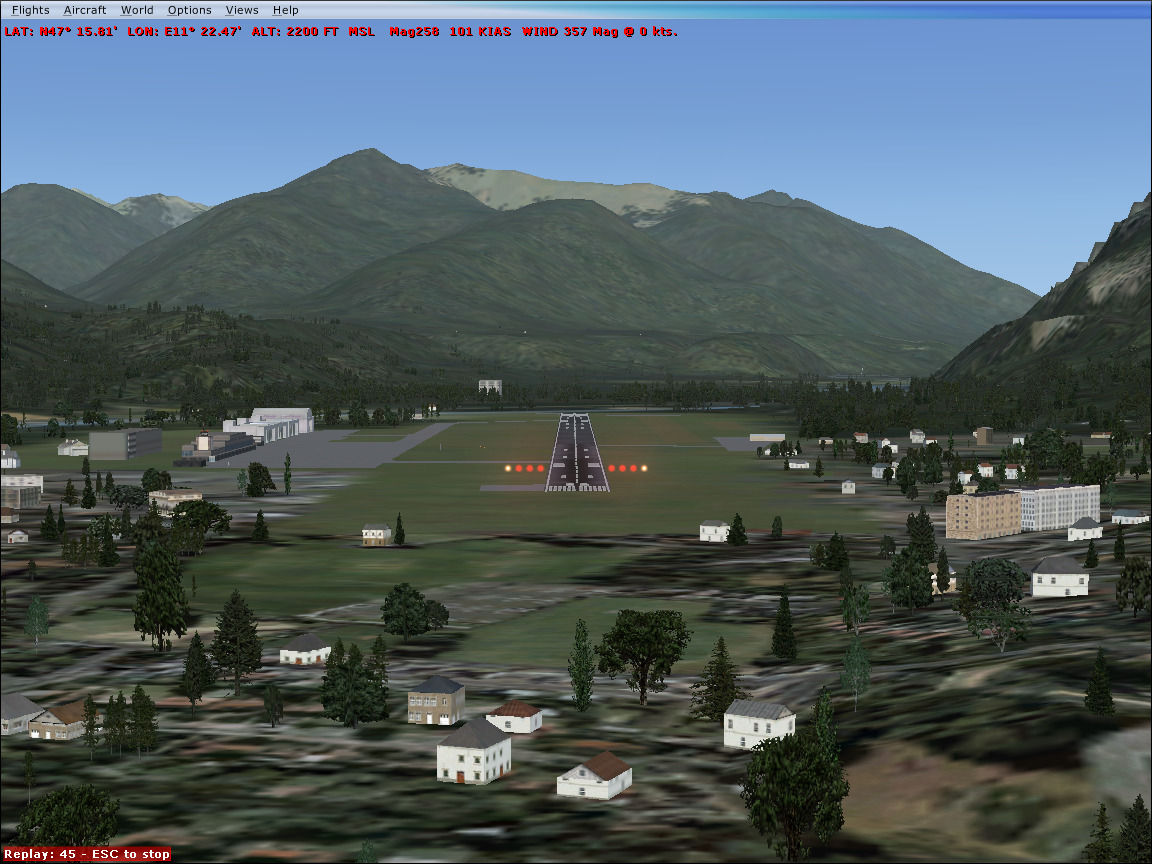 Flights Aircraft World Options Views Help
LAT: N47° 15.81' LON: E11° 22.47' ALT: 2200 FT MSL Mag258 101 KIAS WIND 357 Mag @ 0 kts.
Replay: 45 - ESC to stop